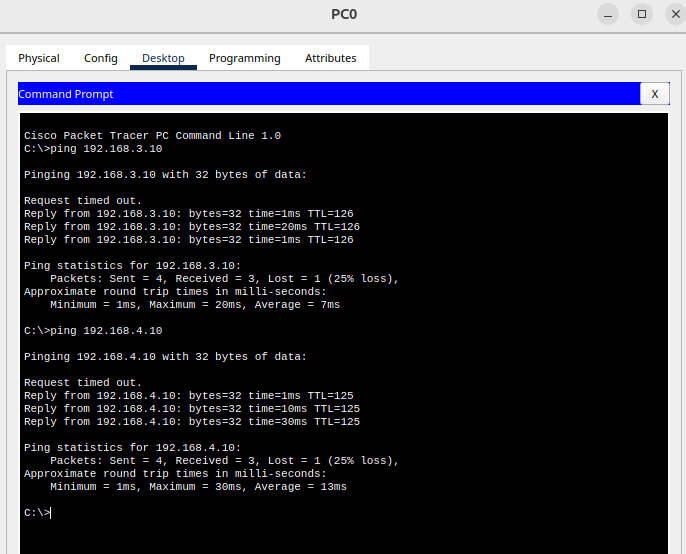 PC0
Physical Config Desktop Programming Attributes
Command Prompt X
Cisco Packet Tracer PC Command Line 1.0
C:\>ping 192.168.3.10
Pinging 192.168.3.10 with 32 bytes of data:
Request timed out.
Reply from 192.168.3.10: bytes=32 time=1ms TTL=126
Reply from 192.168.3.10: bytes=32 time=20ms TTL=126
Reply from 192.168.3.10: bytes=32 time=1ms TTL=126
Ping statistics for 192.168.3.10:
    Packets: Sent = 4, Received = 3, Lost = 1 (25% loss),
Approximate round trip times in milli-seconds:
    Minimum = 1ms, Maximum = 20ms, Average = 7ms
C:\>ping 192.168.4.10
Pinging 192.168.4.10 with 32 bytes of data:
Request timed out.
Reply from 192.168.4.10: bytes=32 time=1ms TTL=125
Reply from 192.168.4.10: bytes=32 time=10ms TTL=125
Reply from 192.168.4.10: bytes=32 time=30ms TTL=125
Ping statistics for 192.168.4.10:
    Packets: Sent = 4, Received = 3, Lost = 1 (25% loss),
Approximate round trip times in milli-seconds:
    Minimum = 1ms, Maximum = 30ms, Average = 13ms
C:\>